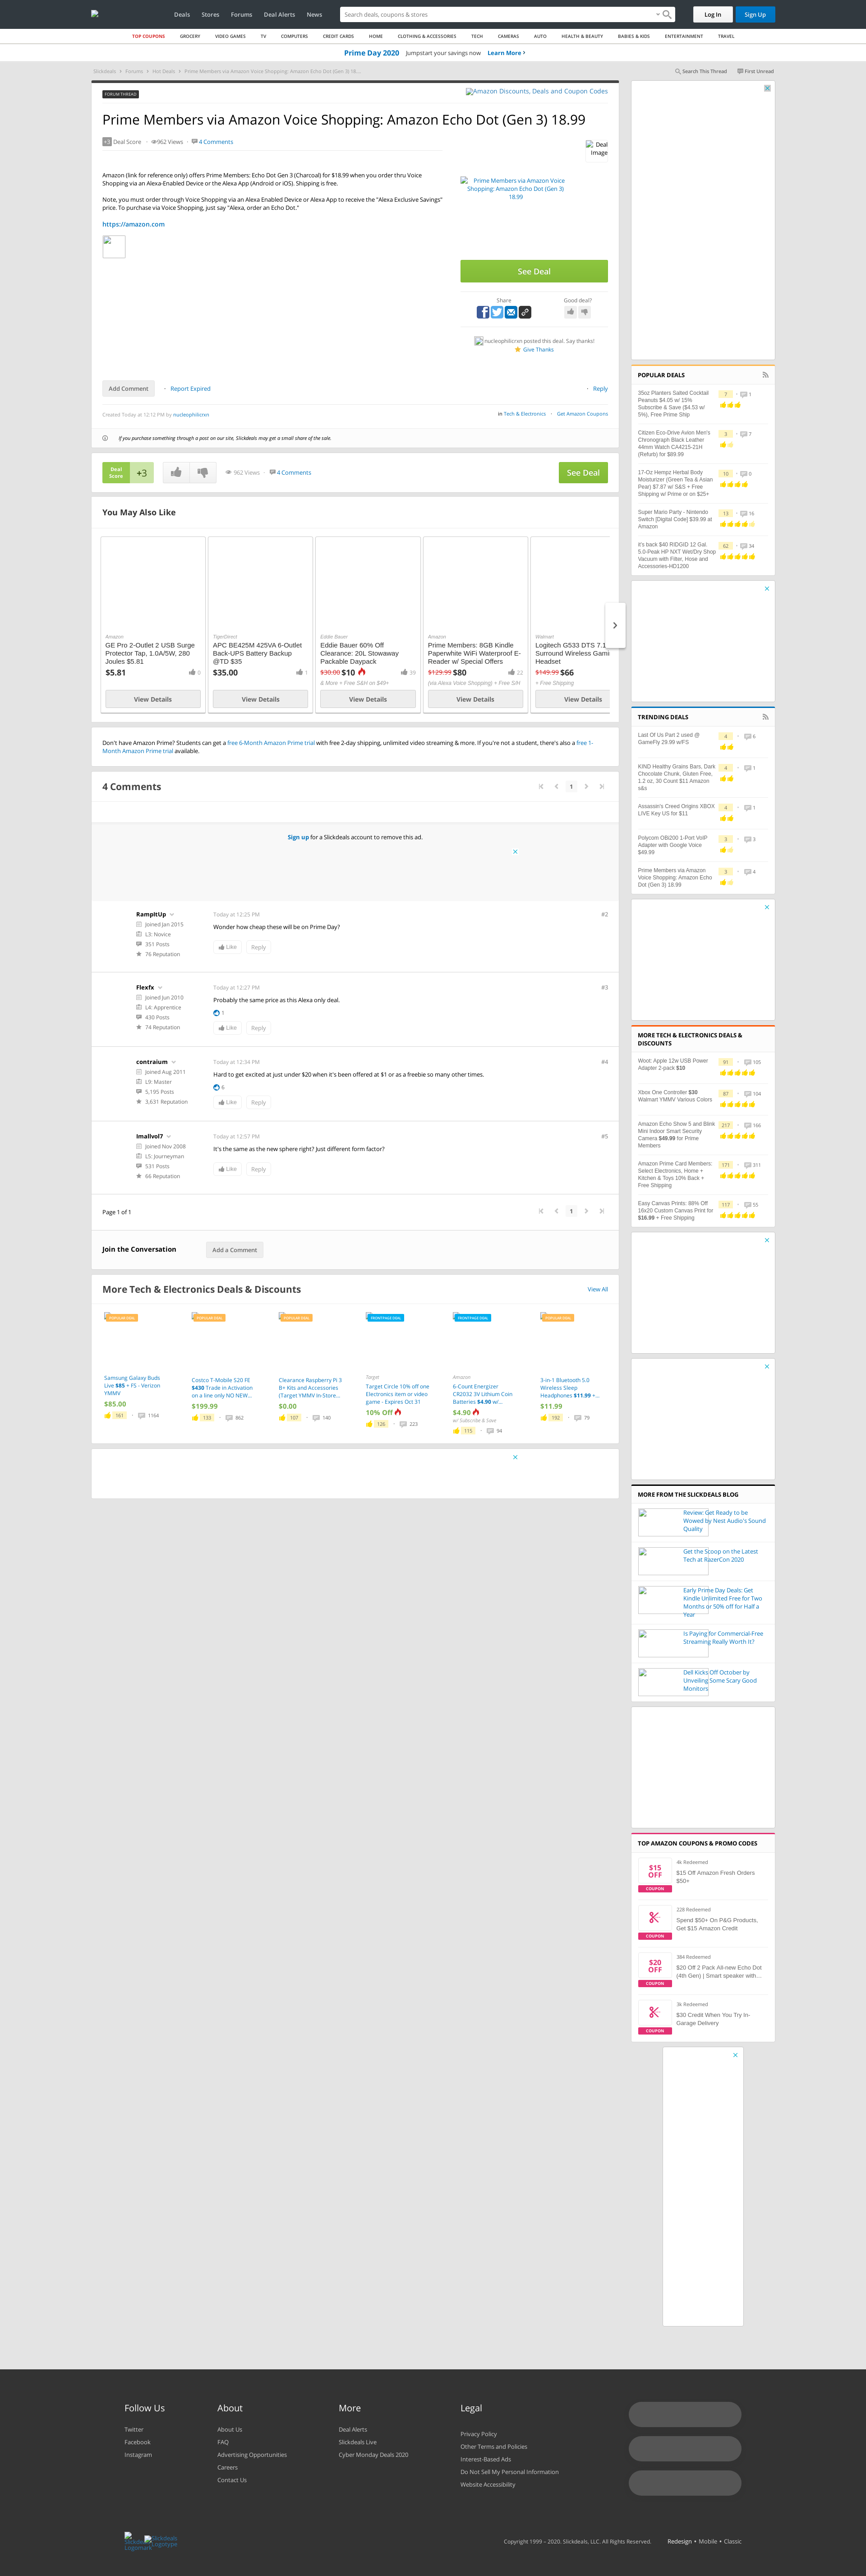 Deals
Stores
Forums
Deal Alerts
News
Search deals, coupons & stores
Log In
Sign Up
TOP COUPONS
GROCERY
VIDEO GAMES
TV
COMPUTERS
CREDIT CARDS
HOME
CLOTHING & ACCESSORIES
TECH
CAMERAS
AUTO
HEALTH & BEAUTY
BABIES & KIDS
ENTERTAINMENT
TRAVEL
Prime Day 2020 Jumpstart your savings now Learn More ›
Slickdeals › Forums › Hot Deals › Prime Members via Amazon Voice Shopping: Amazon Echo Dot (Gen 3) 18....
Search This Thread
First Unread
FORUM THREAD
Amazon Discounts, Deals and Coupon Codes
Prime Members via Amazon Voice Shopping: Amazon Echo Dot (Gen 3) 18.99
+3 Deal Score
962 Views
4 Comments
Deal Image
Amazon (link for reference only) offers Prime Members: Echo Dot Gen 3 (Charcoal) for $18.99 when you order thru Voice
Shopping via an Alexa-Enabled Device or the Alexa App (Android or iOS). Shipping is free.
Note, you must order through Voice Shopping via an Alexa Enabled Device or Alexa App to receive the "Alexa Exclusive Savings"
price. To purchase via Voice Shopping, just say "Alexa, order an Echo Dot."
https://amazon.com
Prime Members via Amazon Voice
Shopping: Amazon Echo Dot (Gen 3)
18.99
See Deal
Share
Good deal?
nucleophilicnn posted this deal. Say thanks!
Give Thanks
Add Comment
Report Expired
Reply
Created Today at 12:12 PM by nucleophilicnn
in Tech & Electronics
Get Amazon Coupons
If you purchase something through a post on our site, Slickdeals may get a small share of the sale.
Deal
Score
+3
962 Views
4 Comments
See Deal
You May Also Like
Amazon
GE Pro 2-Outlet 2 USB Surge
Protector Tap, 1.0A/5W, 280
Joules $5.81
$5.81
0
View Details
TigerDirect
APC BE425M 425VA 6-Outlet
Back-UPS Battery Backup
@TD $35
$35.00
1
View Details
Eddie Bauer
Eddie Bauer 60% Off
Clearance: 20L Stowaway
Packable Daypack
$30.00 $10
39
& More + Free S&H on $49+
View Details
Amazon
Prime Members: 8GB Kindle
Paperwhite WiFi Waterproof E-
Reader w/ Special Offers
$129.99 $80
22
(via Alexa Voice Shopping) + Free S/H
View Details
Walmart
Logitech G533 DTS 7.1
Surround Wireless Gami
Headset
$149.99 $66
+ Free Shipping
View Details
Don't have Amazon Prime? Students can get a free 6-Month Amazon Prime trial with free 2-day shipping, unlimited video streaming & more. If you're not a student, there's also a free 1-
Month Amazon Prime trial available.
4 Comments
1
Sign up for a Slickdeals account to remove this ad.
RampItUp
Joined Jan 2015
L3: Novice
351 Posts
76 Reputation
Today at 12:25 PM
#2
Wonder how cheap these will be on Prime Day?
Like
Reply
Flexfx
Joined Jun 2010
L4: Apprentice
430 Posts
74 Reputation
Today at 12:27 PM
#3
Probably the same price as this Alexa only deal.
1
Like
Reply
contraium
Joined Aug 2011
L9: Master
5,195 Posts
3,631 Reputation
Today at 12:34 PM
#4
Hard to get excited at just under $20 when it's been offered at $1 or as a freebie so many other times.
6
Like
Reply
Imallvol7
Joined Nov 2008
L5: Journeyman
531 Posts
66 Reputation
Today at 12:57 PM
#5
It's the same as the new sphere right? Just different form factor?
Like
Reply
Page 1 of 1
1
Join the Conversation
Add a Comment
More Tech & Electronics Deals & Discounts
View All
POPULAR DEAL
Samsung Galaxy Buds
Live $85 + FS - Verizon
YMMV
$85.00
161
1164
POPULAR DEAL
Costco T-Mobile S20 FE
$430 Trade in Activation
on a line only NO NEW...
$199.99
133
862
POPULAR DEAL
Clearance Raspberry Pi 3
B+ Kits and Accessories
(Target YMMV In-Store...
$0.00
107
140
FRONTPAGE DEAL
Target
Target Circle 10% off one
Electronics item or video
game - Expires Oct 31
10% Off
126
223
FRONTPAGE DEAL
Amazon
6-Count Energizer
CR2032 3V Lithium Coin
Batteries $4.90 w/...
$4.90
w/ Subscribe & Save
115
94
POPULAR DEAL
3-in-1 Bluetooth 5.0
Wireless Sleep
Headphones $11.99 +...
$11.99
192
79
POPULAR DEALS
35oz Planters Salted Cocktail
Peanuts $4.05 w/ 15%
Subscribe & Save ($4.53 w/
5%), Free Prime Ship
7
1
Citizen Eco-Drive Avion Men's
Chronograph Black Leather
44mm Watch CA4215-21H
(Refurb) for $89.99
3
7
17-Oz Hempz Herbal Body
Moisturizer (Green Tea & Asian
Pear) $7.87 w/ S&S + Free
Shipping w/ Prime or on $25+
10
0
Super Mario Party - Nintendo
Switch [Digital Code] $39.99 at
Amazon
13
16
it's back $40 RIDGID 12 Gal.
5.0-Peak HP NXT Wet/Dry Shop
Vacuum with Filter, Hose and
Accessories-HD1200
62
34
TRENDING DEALS
Last Of Us Part 2 used @
GameFly 29.99 w/FS
4
6
KIND Healthy Grains Bars, Dark
Chocolate Chunk, Gluten Free,
1.2 oz, 30 Count $11 Amazon
s&s
4
1
Assassin's Creed Origins XBOX
LIVE Key US for $11
4
1
Polycom OBi200 1-Port VoIP
Adapter with Google Voice
$49.99
3
3
Prime Members via Amazon
Voice Shopping: Amazon Echo
Dot (Gen 3) 18.99
3
4
MORE TECH & ELECTRONICS DEALS &
DISCOUNTS
Woot: Apple 12w USB Power
Adapter 2-pack $10
91
105
Xbox One Controller $30
Walmart YMMV Various Colors
87
104
Amazon Echo Show 5 and Blink
Mini Indoor Smart Security
Camera $49.99 for Prime
Members
217
166
Amazon Prime Card Members:
Select Electronics, Home +
Kitchen & Toys 10% Back +
Free Shipping
171
311
Easy Canvas Prints: 88% Off
16x20 Custom Canvas Print for
$16.99 + Free Shipping
117
55
MORE FROM THE SLICKDEALS BLOG
Review: Get Ready to be
Wowed by Nest Audio's Sound
Quality
Get the Scoop on the Latest
Tech at RazerCon 2020
Early Prime Day Deals: Get
Kindle Unlimited Free for Two
Months or 50% off for Half a
Year
Is Paying for Commercial-Free
Streaming Really Worth It?
Dell Kicks Off October by
Unveiling Some Scary Good
Monitors
TOP AMAZON COUPONS & PROMO CODES
$15
OFF
COUPON
4k Redeemed
$15 Off Amazon Fresh Orders
$50+
COUPON
228 Redeemed
Spend $50+ On P&G Products,
Get $15 Amazon Credit
$20
OFF
COUPON
384 Redeemed
$20 Off 2 Pack All-new Echo Dot
(4th Gen) | Smart speaker with...
COUPON
3k Redeemed
$30 Credit When You Try In-
Garage Delivery
Follow Us
Twitter
Facebook
Instagram
About
About Us
FAQ
Advertising Opportunities
Careers
Contact Us
More
Deal Alerts
Slickdeals Live
Cyber Monday Deals 2020
Legal
Privacy Policy
Other Terms and Policies
Interest-Based Ads
Do Not Sell My Personal Information
Website Accessibility
Slickdeals Logomark
Slickdeals Logotype
Copyright 1999 – 2020. Slickdeals, LLC. All Rights Reserved.
Redesign • Mobile • Classic